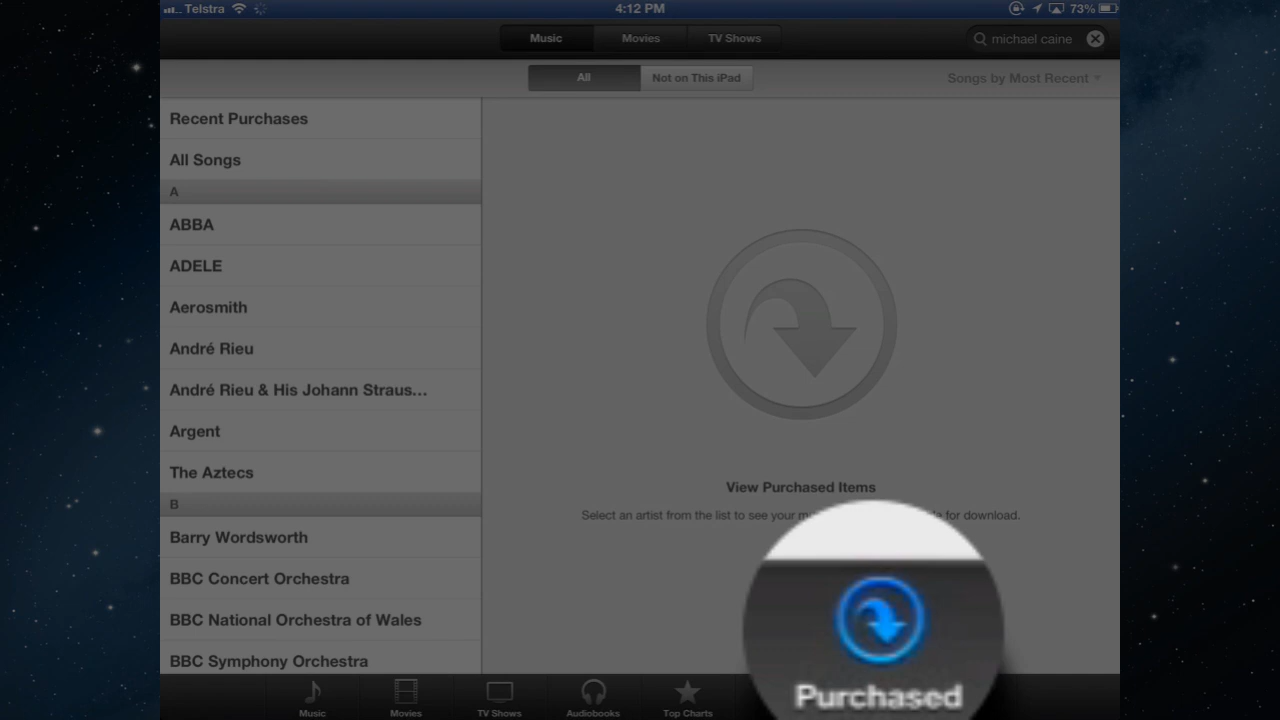 Telstra
4:12 PM
73%
Music
Movies
TV Shows
michael caine
All
Not on This iPad
Songs by Most Recent
Recent Purchases
All Songs
A
ABBA
ADELE
Aerosmith
André Rieu
André Rieu & His Johann Straus...
Argent
The Aztecs
B
Barry Wordsworth
BBC Concert Orchestra
BBC National Orchestra of Wales
BBC Symphony Orchestra
View Purchased Items
Select an artist from the list to see your for download.
Purchased
Music
Movies
TV Shows
Audiobooks
Top Charts